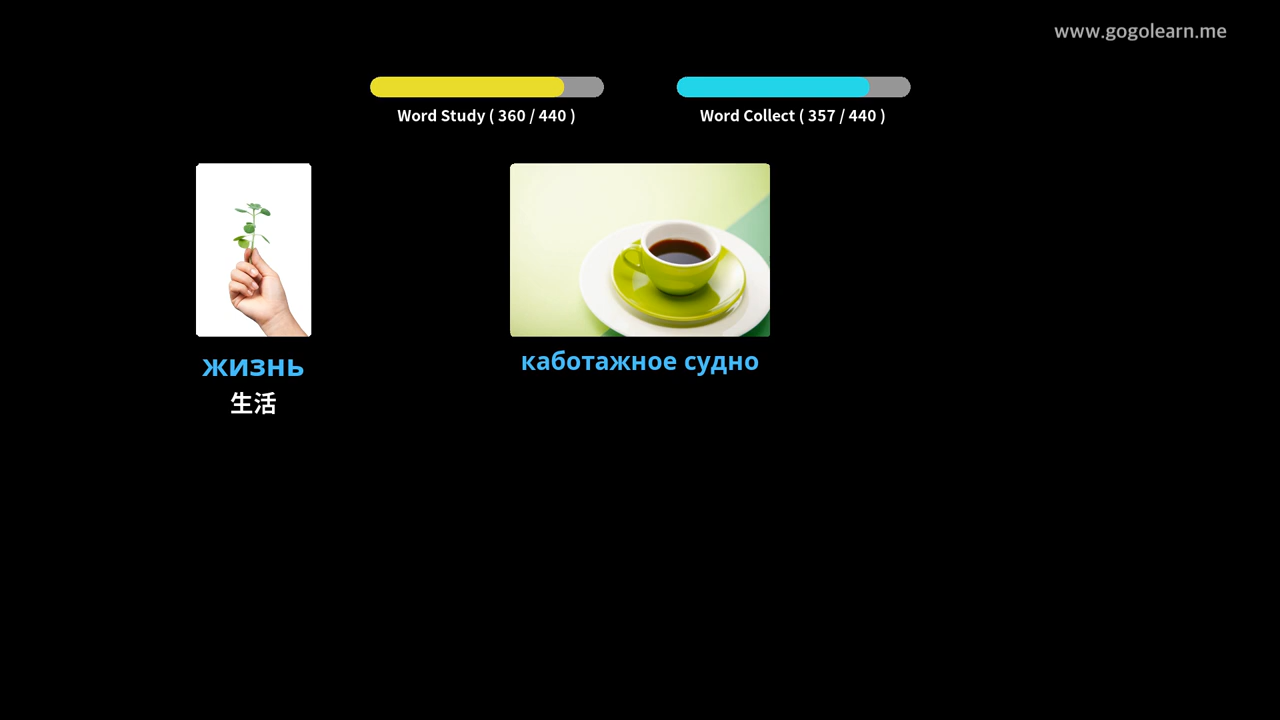 www.gogolearn.me
Word Study ( 360 / 440 )
Word Collect ( 357 / 440 )
жизнь
生活
каботажное судно